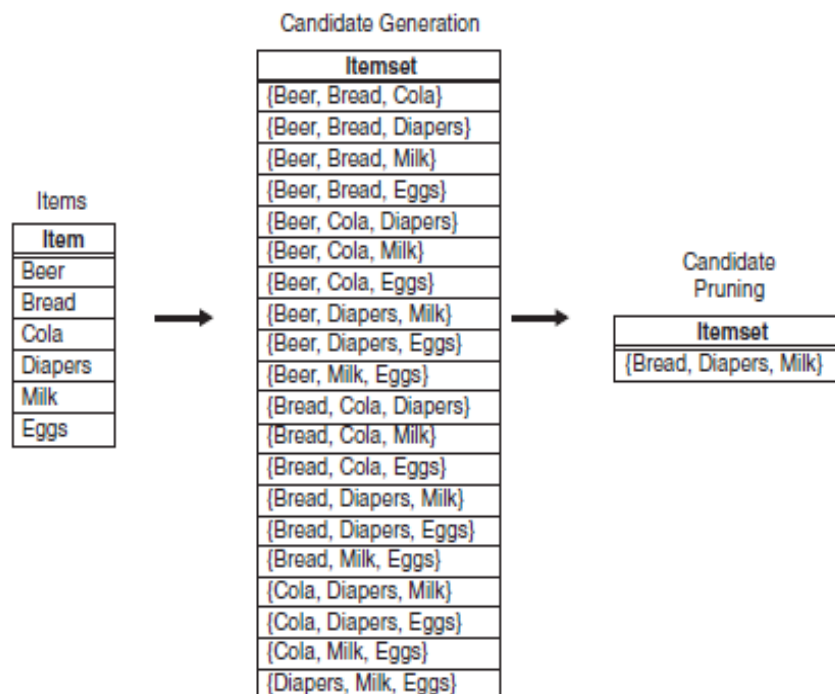 Candidate Generation
Itemset
{Beer, Bread, Cola}
{Beer, Bread, Diapers}
{Beer, Bread, Milk}
{Beer, Bread, Eggs}
{Beer, Cola, Diapers}
{Beer, Cola, Milk}
{Beer, Cola, Eggs}
{Beer, Diapers, Milk}
{Beer, Diapers, Eggs}
{Beer, Milk, Eggs}
{Bread, Cola, Diapers}
{Bread, Cola, Milk}
{Bread, Cola, Eggs}
{Bread, Diapers, Milk}
{Bread, Diapers, Eggs}
{Bread, Milk, Eggs}
{Cola, Diapers, Milk}
{Cola, Diapers, Eggs}
{Cola, Milk, Eggs}
{Diapers, Milk, Eggs}
Items
Item
Beer
Bread
Cola
Diapers
Milk
Eggs
Candidate
Pruning
Itemset
{Bread, Diapers, Milk}